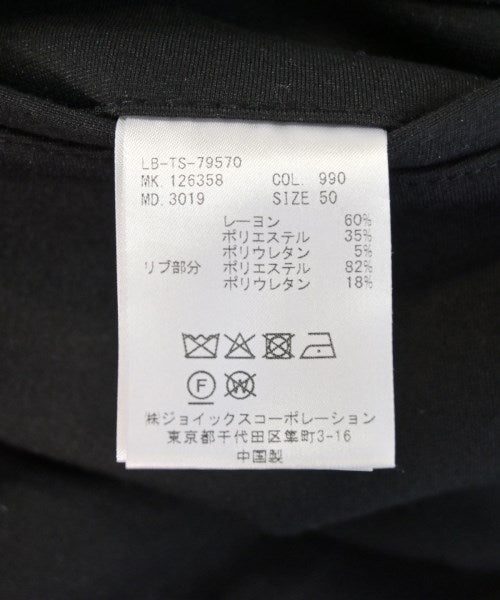 LB-TS-79570
MK. 126358 COL. 990
MD. 3019 SIZE 50
レーヨン 60%
ポリエステル 35%
ポリウレタン 5%
リブ部分 ポリエステル 82%
ポリウレタン 18%
F W
㈱ジョイックスコーポレーション
東京都千代田区隼町3-16
中国製